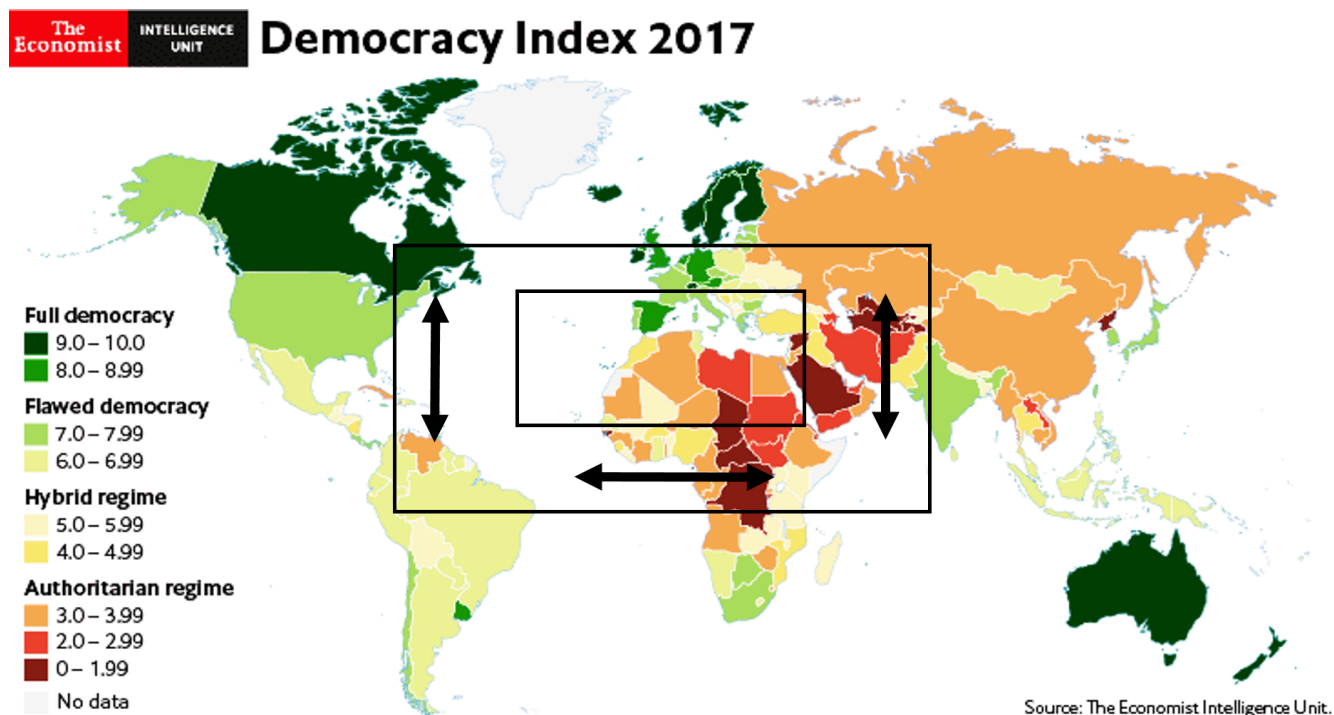 The
Economist
INTELLIGENCE
UNIT
Democracy Index 2017
Full democracy
9.0 – 10.0
8.0 – 8.99
Flawed democracy
7.0 – 7.99
6.0 – 6.99
Hybrid regime
5.0 – 5.99
4.0 – 4.99
Authoritarian regime
3.0 – 3.99
2.0 – 2.99
0 – 1.99
No data
Source: The Economist Intelligence Unit.